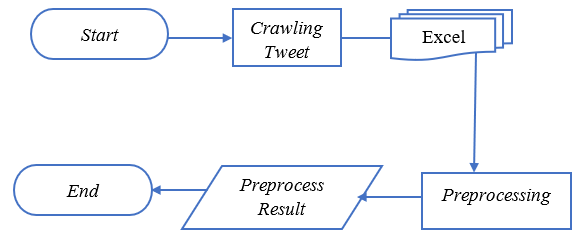 Start
Crawling
Tweet
Excel
Preprocessing
Preprocess
Result
End